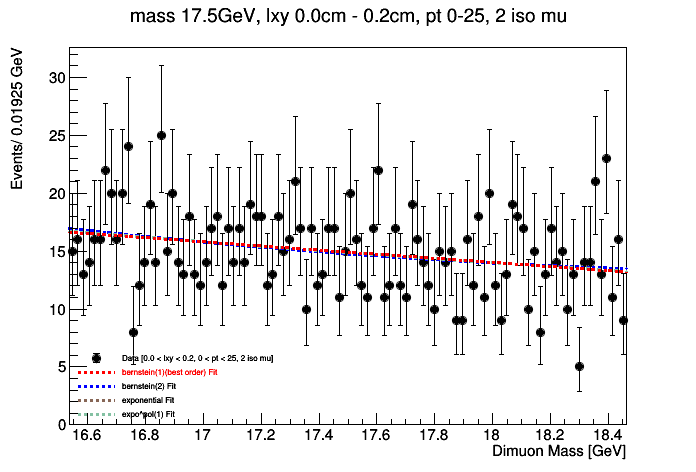 mass 17.5GeV, lxy 0.0cm - 0.2cm, pt 0-25, 2 iso mu
Events/ 0.01925 GeV
30
25
20
15
10
5
0
Data [0.0 < lxy < 0.2, 0 < pt < 25, 2 iso mu]
bernstein(1)(best order) Fit
bernstein(2) Fit
exponential Fit
expo*pol(1) Fit
16.6 16.8 17 17.2 17.4 17.6 17.8 18 18.2 18.4
Dimuon Mass [GeV]